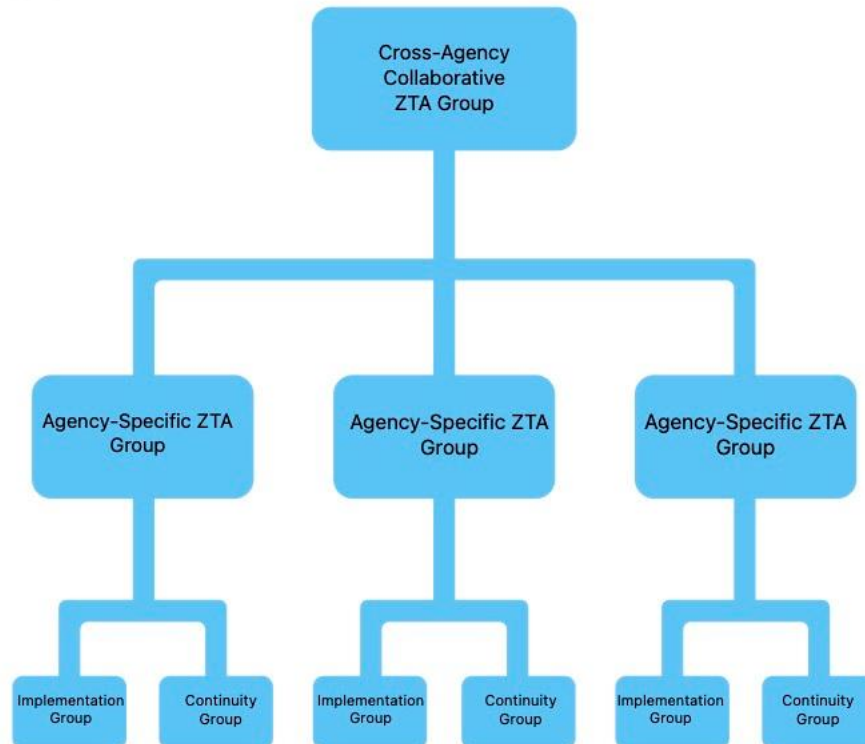 Cross-Agency
Collaborative
ZTA Group
Agency-Specific ZTA
Group
Agency-Specific ZTA
Group
Agency-Specific ZTA
Group
Implementation
Group
Continuity
Group
Implementation
Group
Continuity
Group
Implementation
Group
Continuity
Group